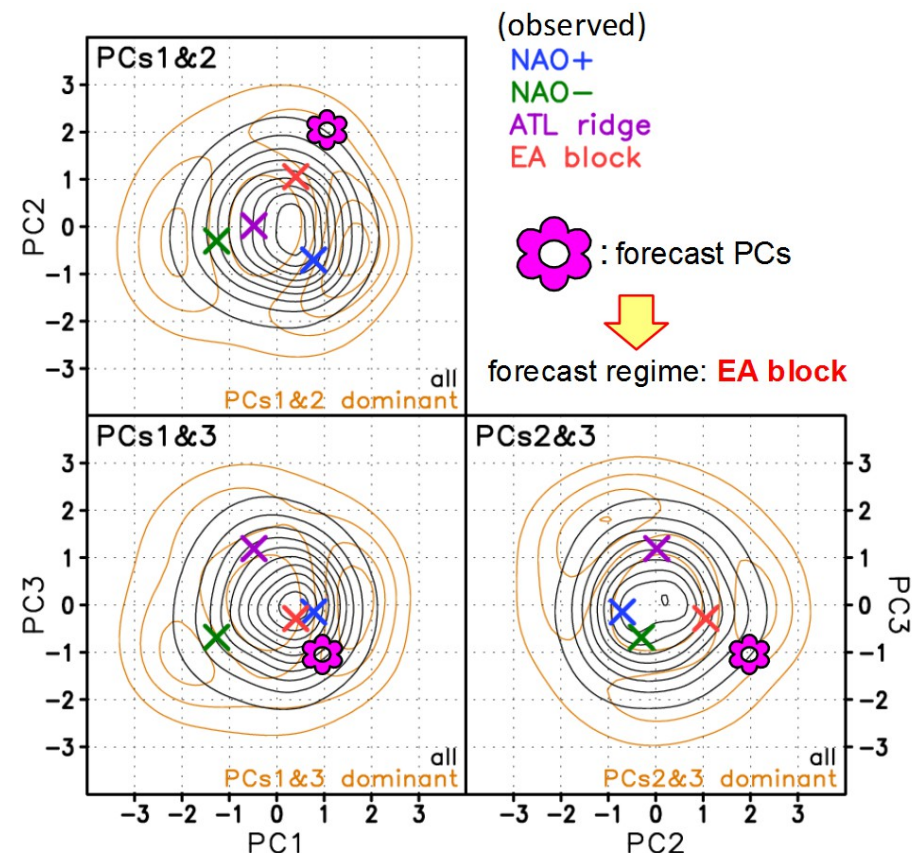 (observed)
NAO+
NAO−
ATL ridge
EA block
: forecast PCs
forecast regime: EA block
PCs1&2
3
2
1
0
−1
−2
−3
PC2
all
PCs1&2 dominant
PCs1&3
3
2
1
0
−1
−2
−3
PC3
all
PCs1&3 dominant
−3 −2 −1 0 1 2 3
PC1
PCs2&3
0
3
2
1
0
−1
−2
−3
PC3
all
PCs2&3 dominant
−3 −2 −1 0 1 2 3
PC2